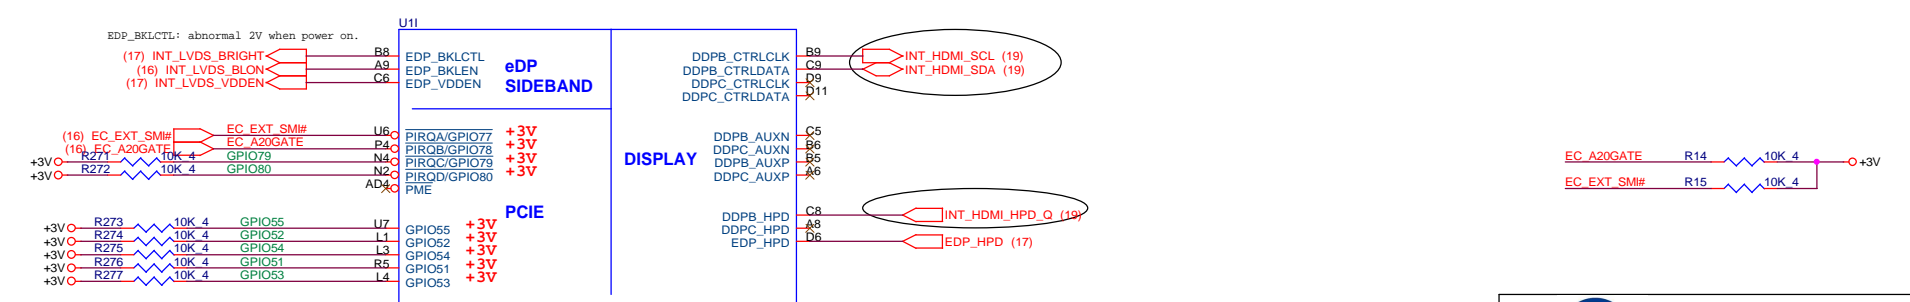 U1I
EDP_BKLCTL: abnormal 2V when power on.
(17) INT_LVDS_BRIGHT B8 EDP_BKLCTL
(16) INT_LVDS_BLON A9 EDP_BKLEN
(17) INT_LVDS_VDDEN C6 EDP_VDDEN
eDP
SIDEBAND
DDPB_CTRLCLK B9 INT_HDMI_SCL (19)
DDPB_CTRLDATA C9 INT_HDMI_SDA (19)
DDPC_CTRLCLK D9
DDPC_CTRLDATA D11
(16) EC_EXT_SMI# EC_EXT_SMI# U6 PIRQA/GPIO77 +3V
(16) EC_A20GATE EC_A20GATE P4 PIRQB/GPIO78 +3V
+3V R271 10K_4 GPIO79 N4 PIRQC/GPIO79 +3V
+3V R272 10K_4 GPIO80 N2 PIRQD/GPIO80 +3V
AD4 PME
DISPLAY
DDPB_AUXN C5
DDPC_AUXN B6
DDPB_AUXP B5
DDPC_AUXP A6
EC_A20GATE R14 10K_4 +3V
EC_EXT_SMI# R15 10K_4
PCIE
+3V R273 10K_4 GPIO55 U7 GPIO55 +3V
+3V R274 10K_4 GPIO52 L1 GPIO52 +3V
+3V R275 10K_4 GPIO54 L3 GPIO54 +3V
+3V R276 10K_4 GPIO51 R5 GPIO51 +3V
+3V R277 10K_4 GPIO53 L4 GPIO53 +3V
DDPB_HPD C8 INT_HDMI_HPD_Q (19)
DDPC_HPD A8
EDP_HPD D6 EDP_HPD (17)